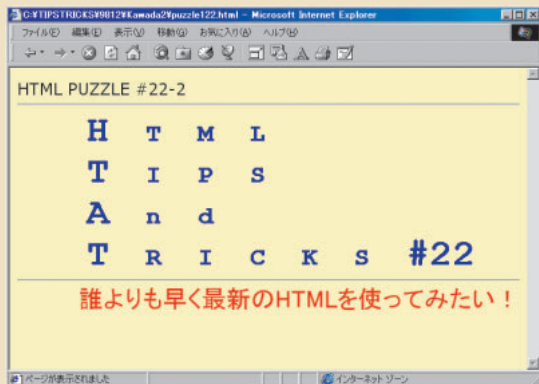 C:¥TIPSTRICKS¥9812¥Kamada2¥puzzle122.html - Microsoft Internet Explorer
ファイル(F) 編集(E) 表示(V) 移動(G) お気に入り(A) ヘルプ(H)
HTML PUZZLE #22-2
H T M L
T I P S
A n d
T R I C K S #22
誰よりも早く最新のHTMLを使ってみたい！
ページが表示されました インターネット ゾーン